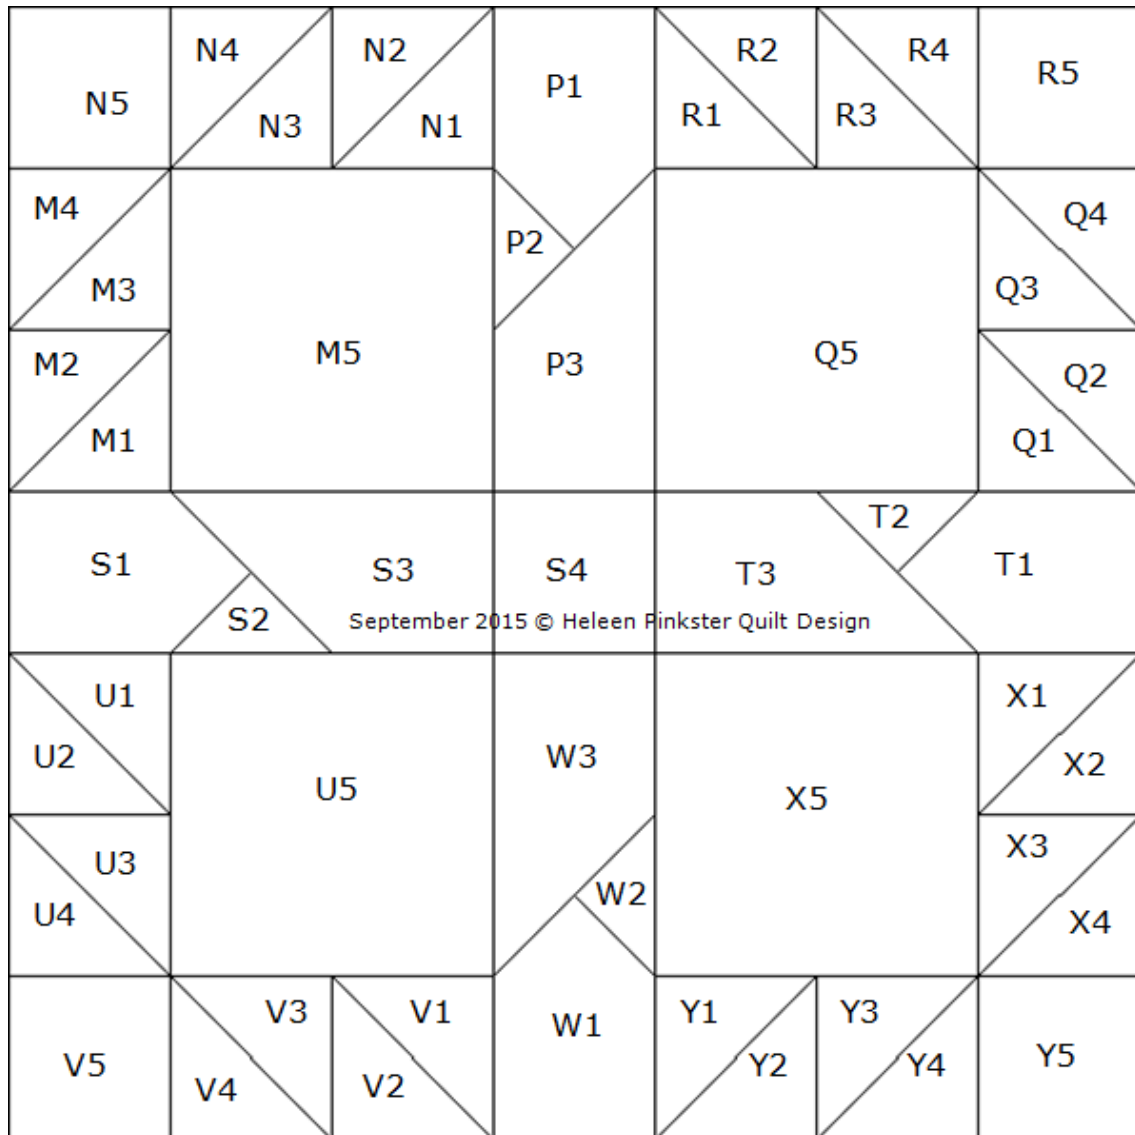 N4 N2 P1 R2 R4 R5
N5 N3 N1 R1 R3
M4 P2 Q4
M3 Q3
M2 M5 P3 Q5 Q2
M1 Q1
S1 S3 S4 T3 T2 T1
S2 September 2015 © Heleen Pinkster Quilt Design
U1 X1
U2 U5 W3 X5 X2
U3 X3
U4 W2 X4
V3 V1 W1 Y1 Y3
V5 V4 V2 Y2 Y4 Y5